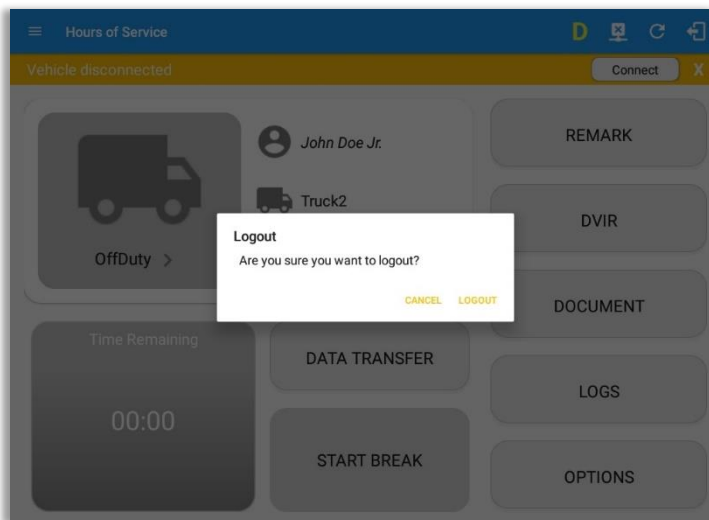 Hours of Service
D
Vehicle disconnected
Connect
X
John Doe Jr.
Truck2
OffDuty >
REMARK
DVIR
Logout
Are you sure you want to logout?
CANCEL LOGOUT
DOCUMENT
Time Remaining
00:00
DATA TRANSFER
START BREAK
LOGS
OPTIONS